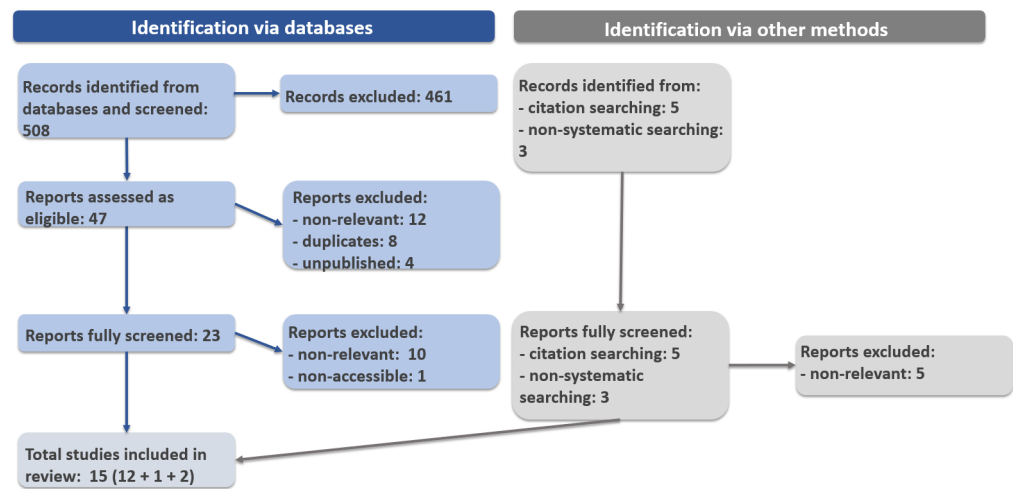 Identification via databases
Identification via other methods
Records identified from
databases and screened:
508
Records excluded: 461
Records identified from:
- citation searching: 5
- non-systematic searching:
3
Reports assessed as
eligible: 47
Reports excluded:
- non-relevant: 12
- duplicates: 8
- unpublished: 4
Reports fully screened: 23
Reports excluded:
- non-relevant: 10
- non-accessible: 1
Reports fully screened:
- citation searching: 5
- non-systematic
searching: 3
Reports excluded:
- non-relevant: 5
Total studies included in
review: 15 (12 + 1 + 2)